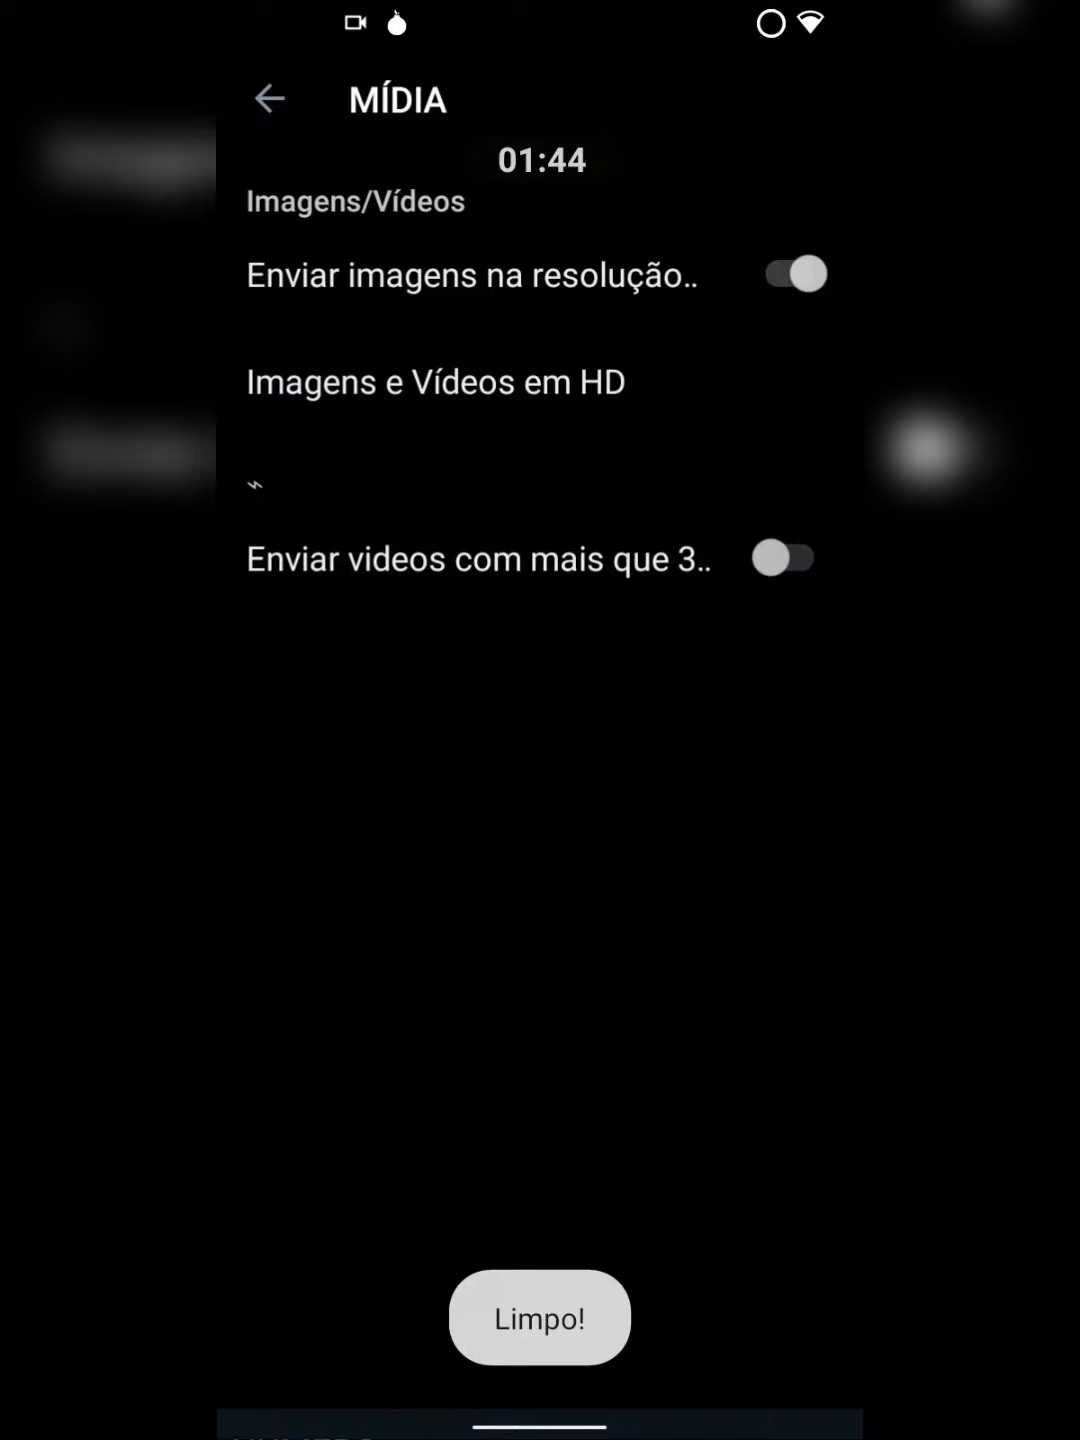 MÍDIA
01:44
Imagens/Vídeos
Enviar imagens na resolução..
Imagens e Vídeos em HD
Enviar videos com mais que 3..
Limpo!